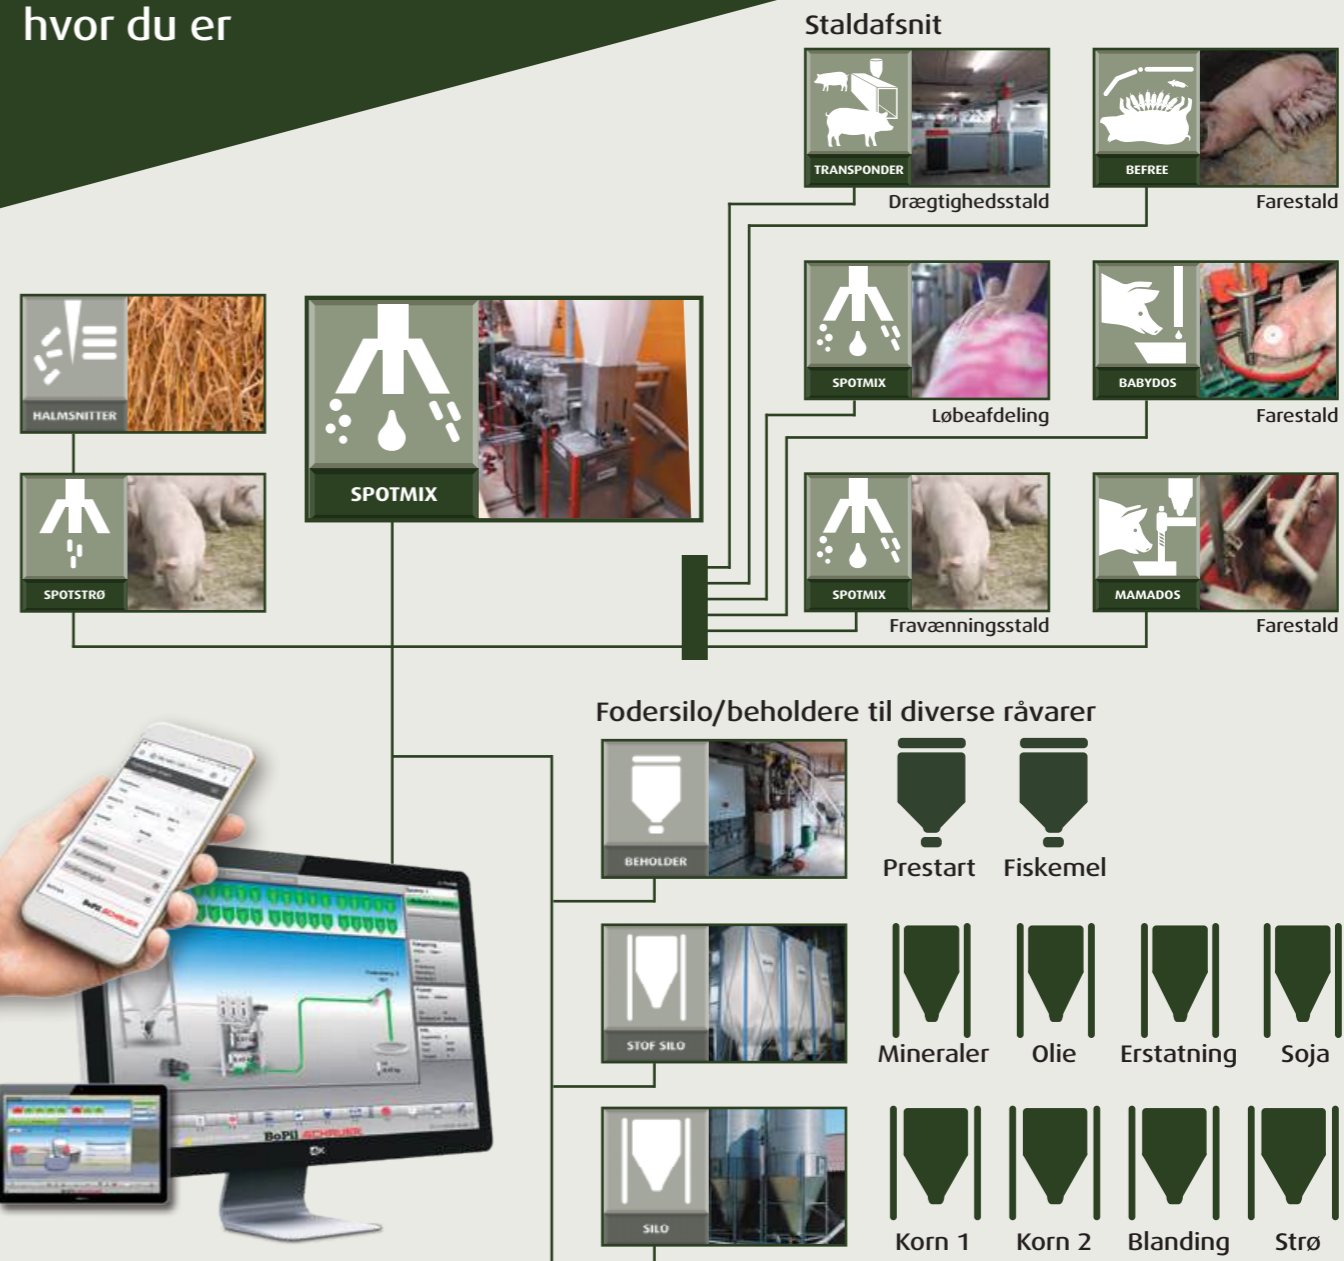 hvor du er
Staldafsnit
TRANSPONDER
Drægtighedsstald
BEFREE
Farestald
HALMSNITTER
SPOTMIX
SPOTMIX
Løbeafdeling
BABYDOS
Farestald
SPOTSTRØ
SPOTMIX
Fravænningsstald
MAMADOS
Farestald
Fodersilo/beholdere til diverse råvarer
BEHOLDER
Prestart
Fiskemel
STOF SILO
Mineraler
Olie
Erstatning
Soja
SILO
Korn 1
Korn 2
Blanding
Strø
BoPil SCHAUER